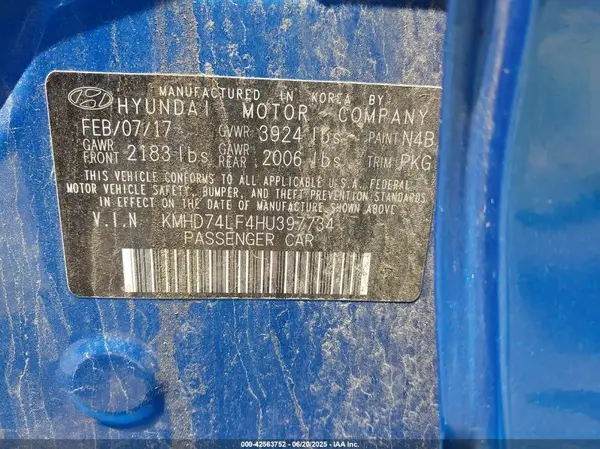 MANUFACTURED IN KOREA BY:
HYUNDAI MOTOR COMPANY
FEB/07/17 GVWR 3924 lbs. PAINT N4B
GAWR FRONT 2183 lbs. GAWR REAR 2006 lbs. TRIM PKG
THIS VEHICLE CONFORMS TO ALL APPLICABLE U.S.A. FEDERAL
MOTOR VEHICLE SAFETY, BUMPER, AND THEFT PREVENTION STANDARDS
IN EFFECT ON THE DATE OF MANUFACTURE SHOWN ABOVE.
V.I.N KMHD74LF4HU397734
PASSENGER CAR
000-42563752 - 06/20/2025 - WWW.IAAI.COM